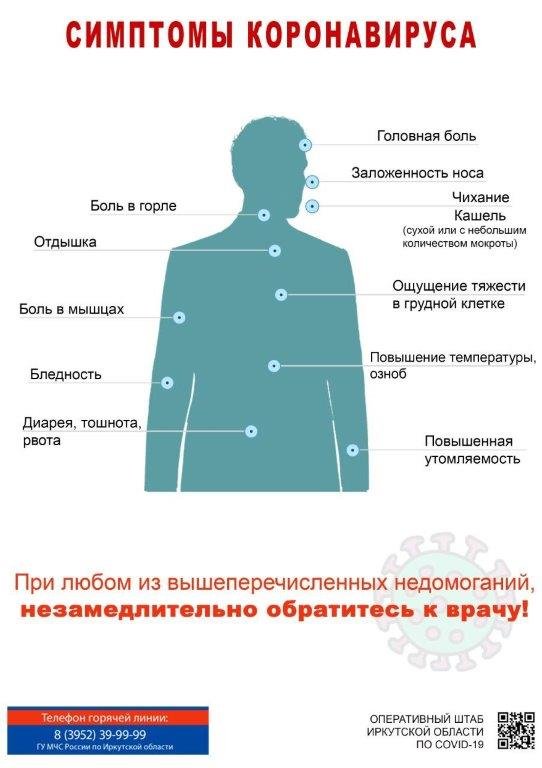 СИМПТОМЫ КОРОНАВИРУСА
Головная боль
Заложенность носа
Чихание
Кашель
(сухой или с небольшим
количеством мокроты)
Боль в горле
Отдышка
Ощущение тяжести
в грудной клетке
Боль в мышцах
Повышение температуры,
озноб
Бледность
Диарея, тошнота,
рвота
Повышенная
утомляемость
При любом из вышеперечисленных недомоганий,
незамедлительно обратитесь к врачу!
Телефон горячей линии:
8 (3952) 39-99-99
ГУ МЧС России по Иркутской области
ОПЕРАТИВНЫЙ ШТАБ
ИРКУТСКОЙ ОБЛАСТИ
ПО COVID-19